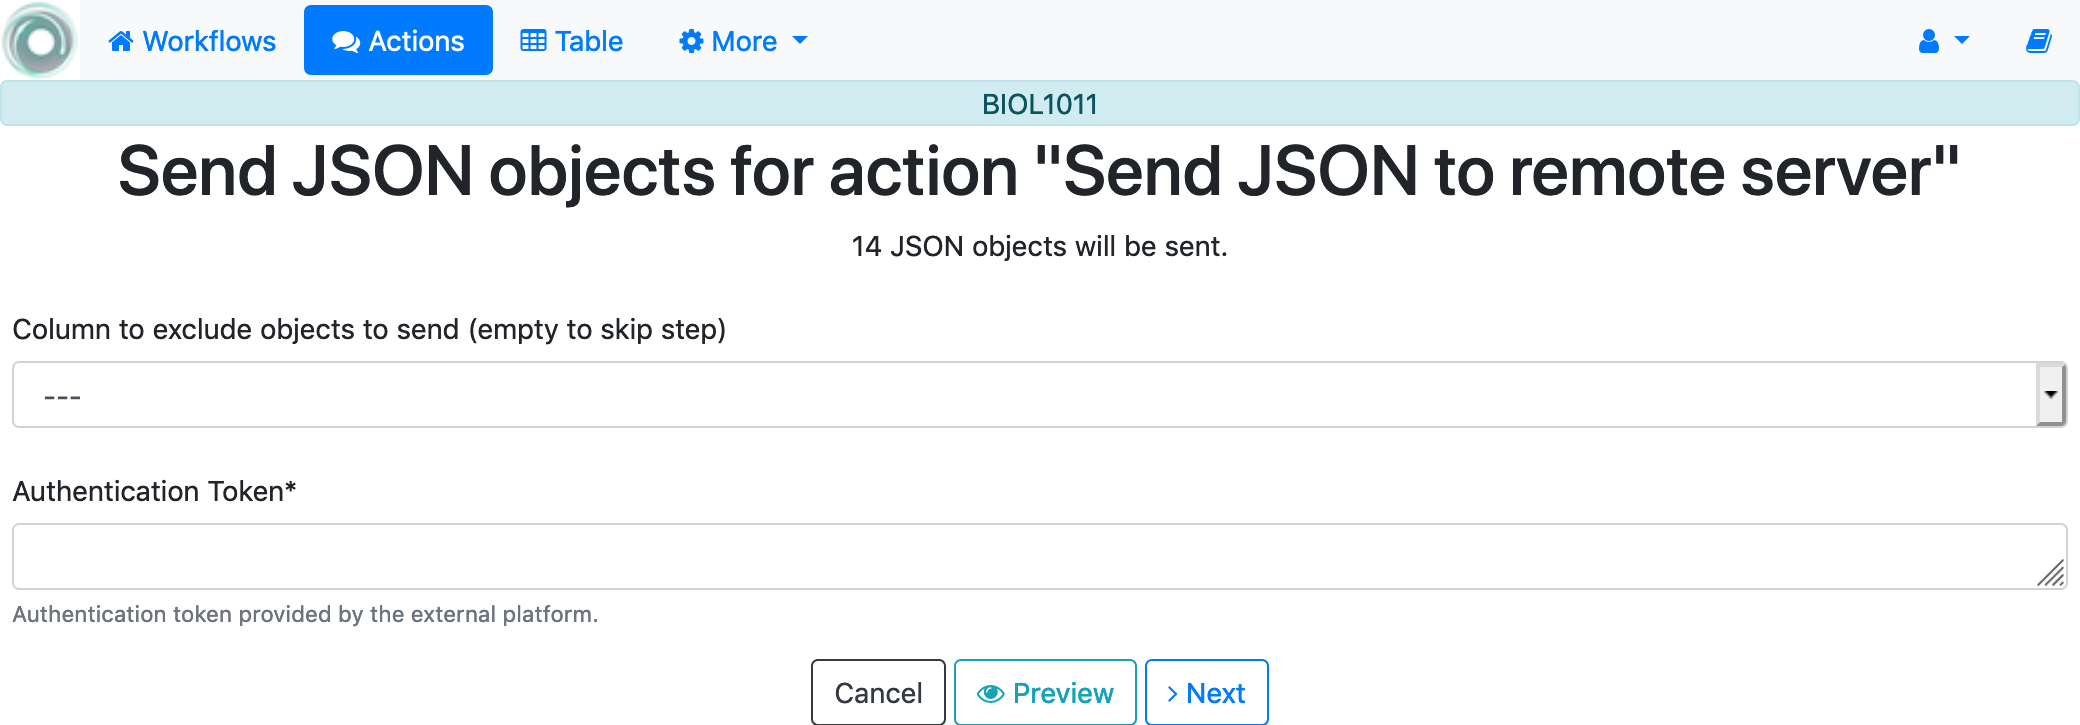 Workflows Actions Table More
BIOL1011
Send JSON objects for action "Send JSON to remote server"
14 JSON objects will be sent.
Column to exclude objects to send (empty to skip step)
---
Authentication Token*
Authentication token provided by the external platform.
Cancel Preview Next